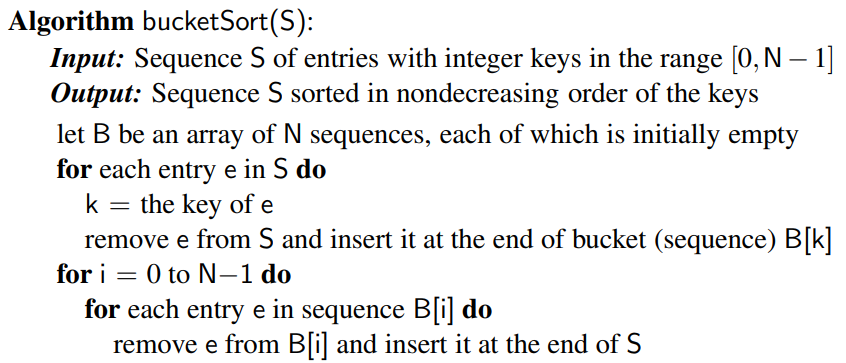 Algorithm bucketSort(S):
Input: Sequence S of entries with integer keys in the range [0, N − 1]
Output: Sequence S sorted in nondecreasing order of the keys
let B be an array of N sequences, each of which is initially empty
for each entry e in S do
k = the key of e
remove e from S and insert it at the end of bucket (sequence) B[k]
for i = 0 to N−1 do
for each entry e in sequence B[i] do
remove e from B[i] and insert it at the end of S